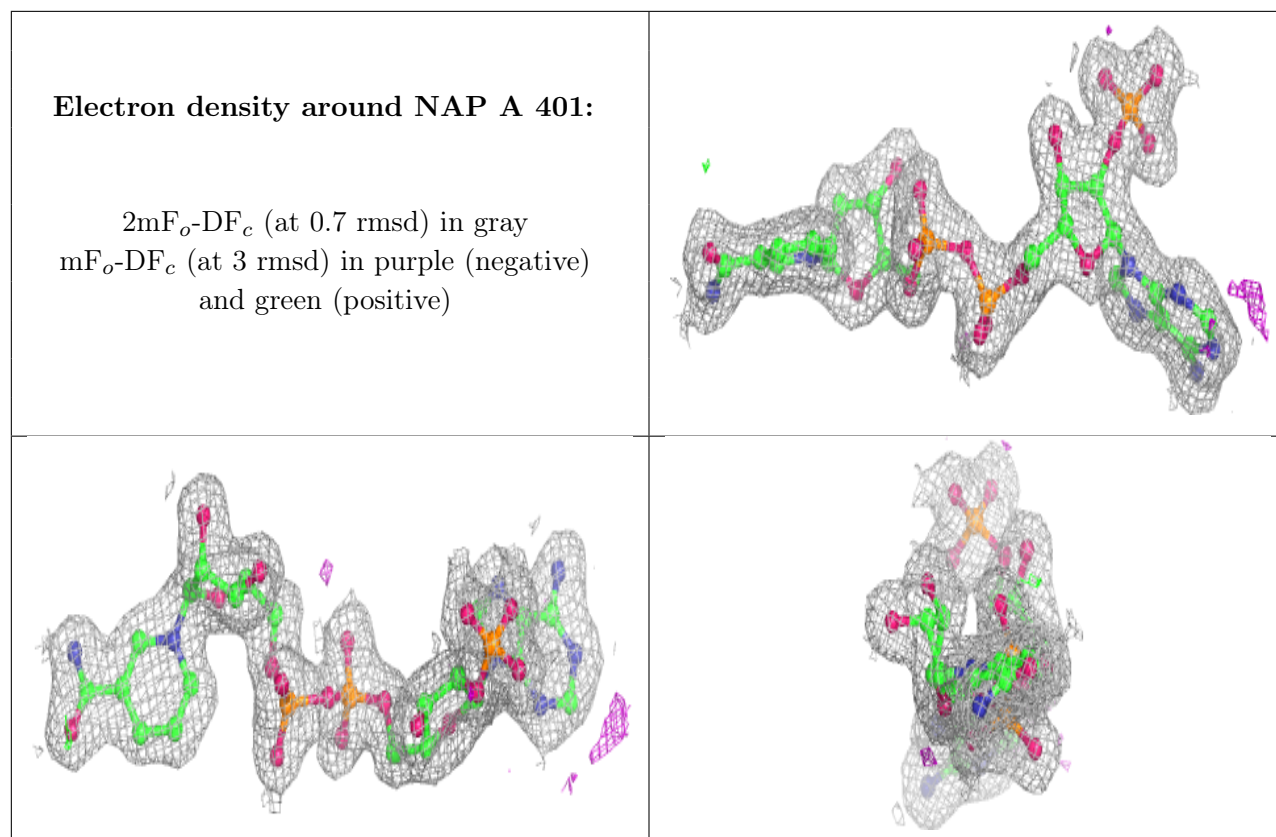 Electron density around NAP A 401:
2mFo-DFc (at 0.7 rmsd) in gray
mFo-DFc (at 3 rmsd) in purple (negative)
and green (positive)